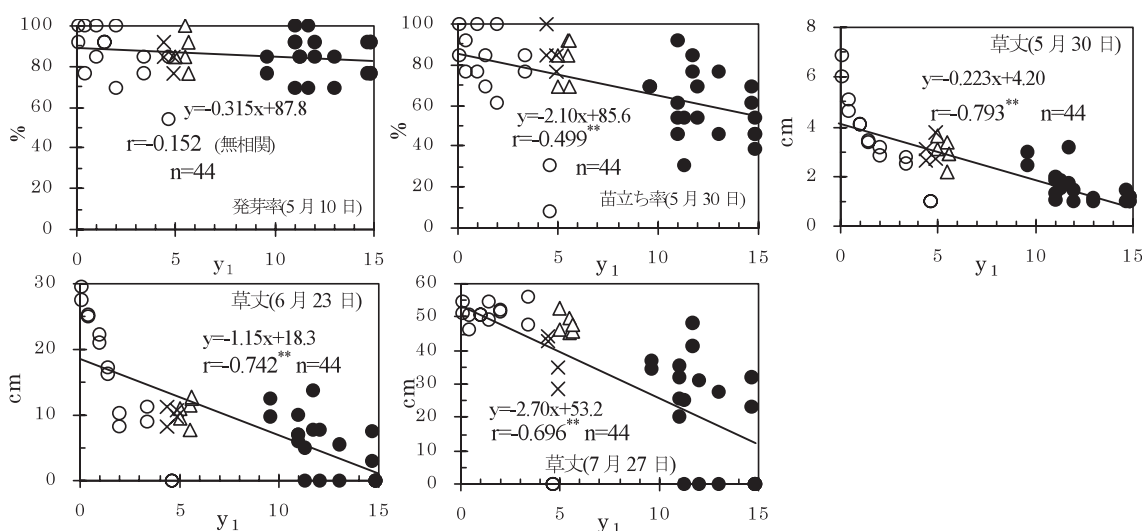 100
80
60
40
20
0
%
y=-0.315x+87.8
r=-0.152 (無相関)
n=44
発芽率(5月10日)
0 5 10 15
y1
100
80
60
40
20
0
%
y=-2.10x+85.6
r=-0.499**
n=44
苗立ち率(5月30日)
0 5 10 15
y1
6
4
2
0
cm
草丈(5月30日)
y=-0.223x+4.20
r=-0.793** n=44
0 5 10 15
y1
30
20
10
0
cm
草丈(6月23日)
y=-1.15x+18.3
r=-0.742** n=44
0 5 10 15
y1
60
50
40
30
20
10
0
cm
y=-2.70x+53.2
r=-0.696** n=44
草丈(7月27日)
0 5 10 15
y1